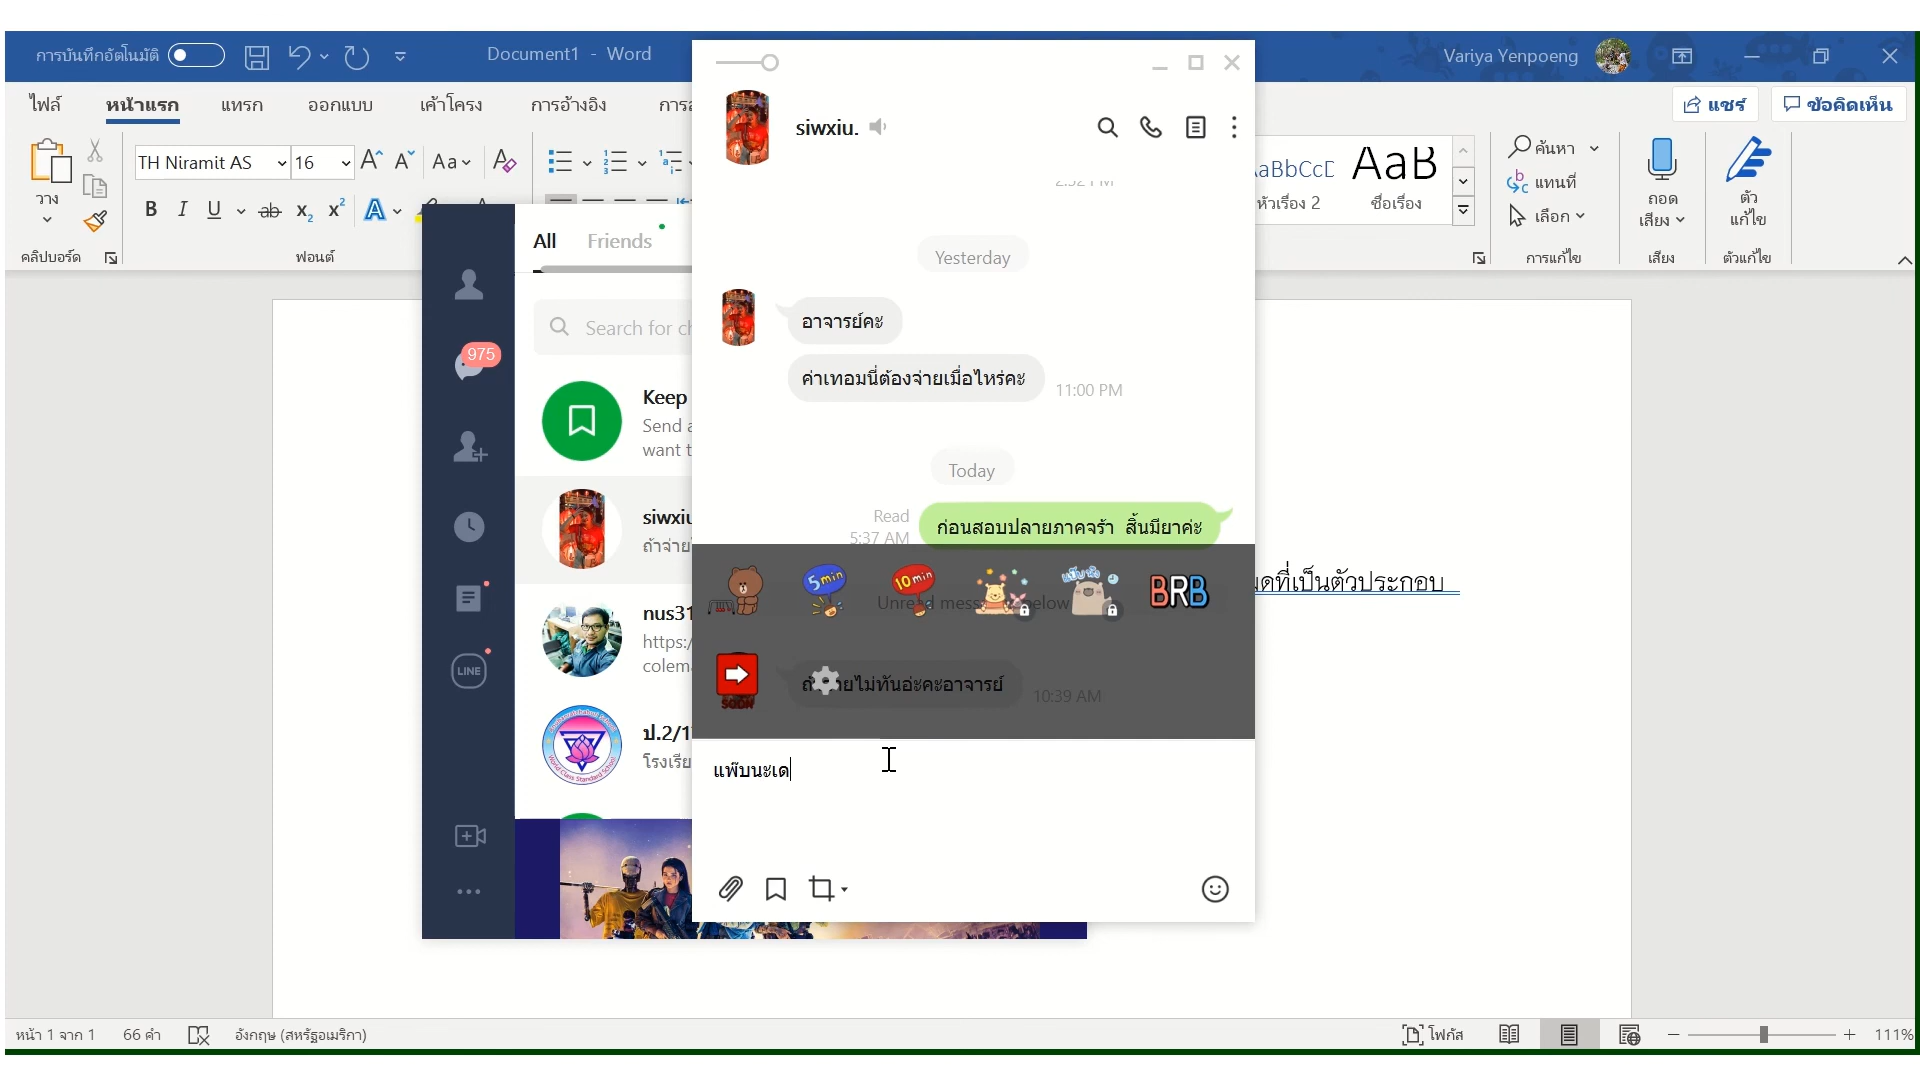 การบันทึกอัตโนมัติ
Document1 - Word
Variya Yenpoeng
ไฟล์ หน้าแรก แทรก ออกแบบ เค้าโครง การอ้างอิง
แชร์ ข้อคิดเห็น
TH Niramit AS 16
วาง
คลิปบอร์ด
ฟอนต์
AaB
หัวเรื่อง 2 ชื่อเรื่อง
ค้นหา
แทนที่
เลือก
การแก้ไข
ถอด
เสียง
เสียง
ตัว
แก้ไข
ตัวแก้ไข
All Friends
975
Search for
Keep
Send
want
siwxiu
nus31
https:/
colem
ป.2/1
โรงเรีย
LINE
siwxiu.
Yesterday
อาจารย์คะ
ค่าเทอมนี่ต้องจ่ายเมื่อไหร่คะ
11:00 PM
Today
Read
5:37 AM
ก่อนสอบปลายภาคจร้า สิ้นมียาค่ะ
5 min
10 min
BRB
SOON
10:39 AM
แพ๊บนะเด
มดที่เป็นตัวประกอบ
หน้า 1 จาก 1 66 คำ อังกฤษ (สหรัฐอเมริกา)
โฟกัส
111%